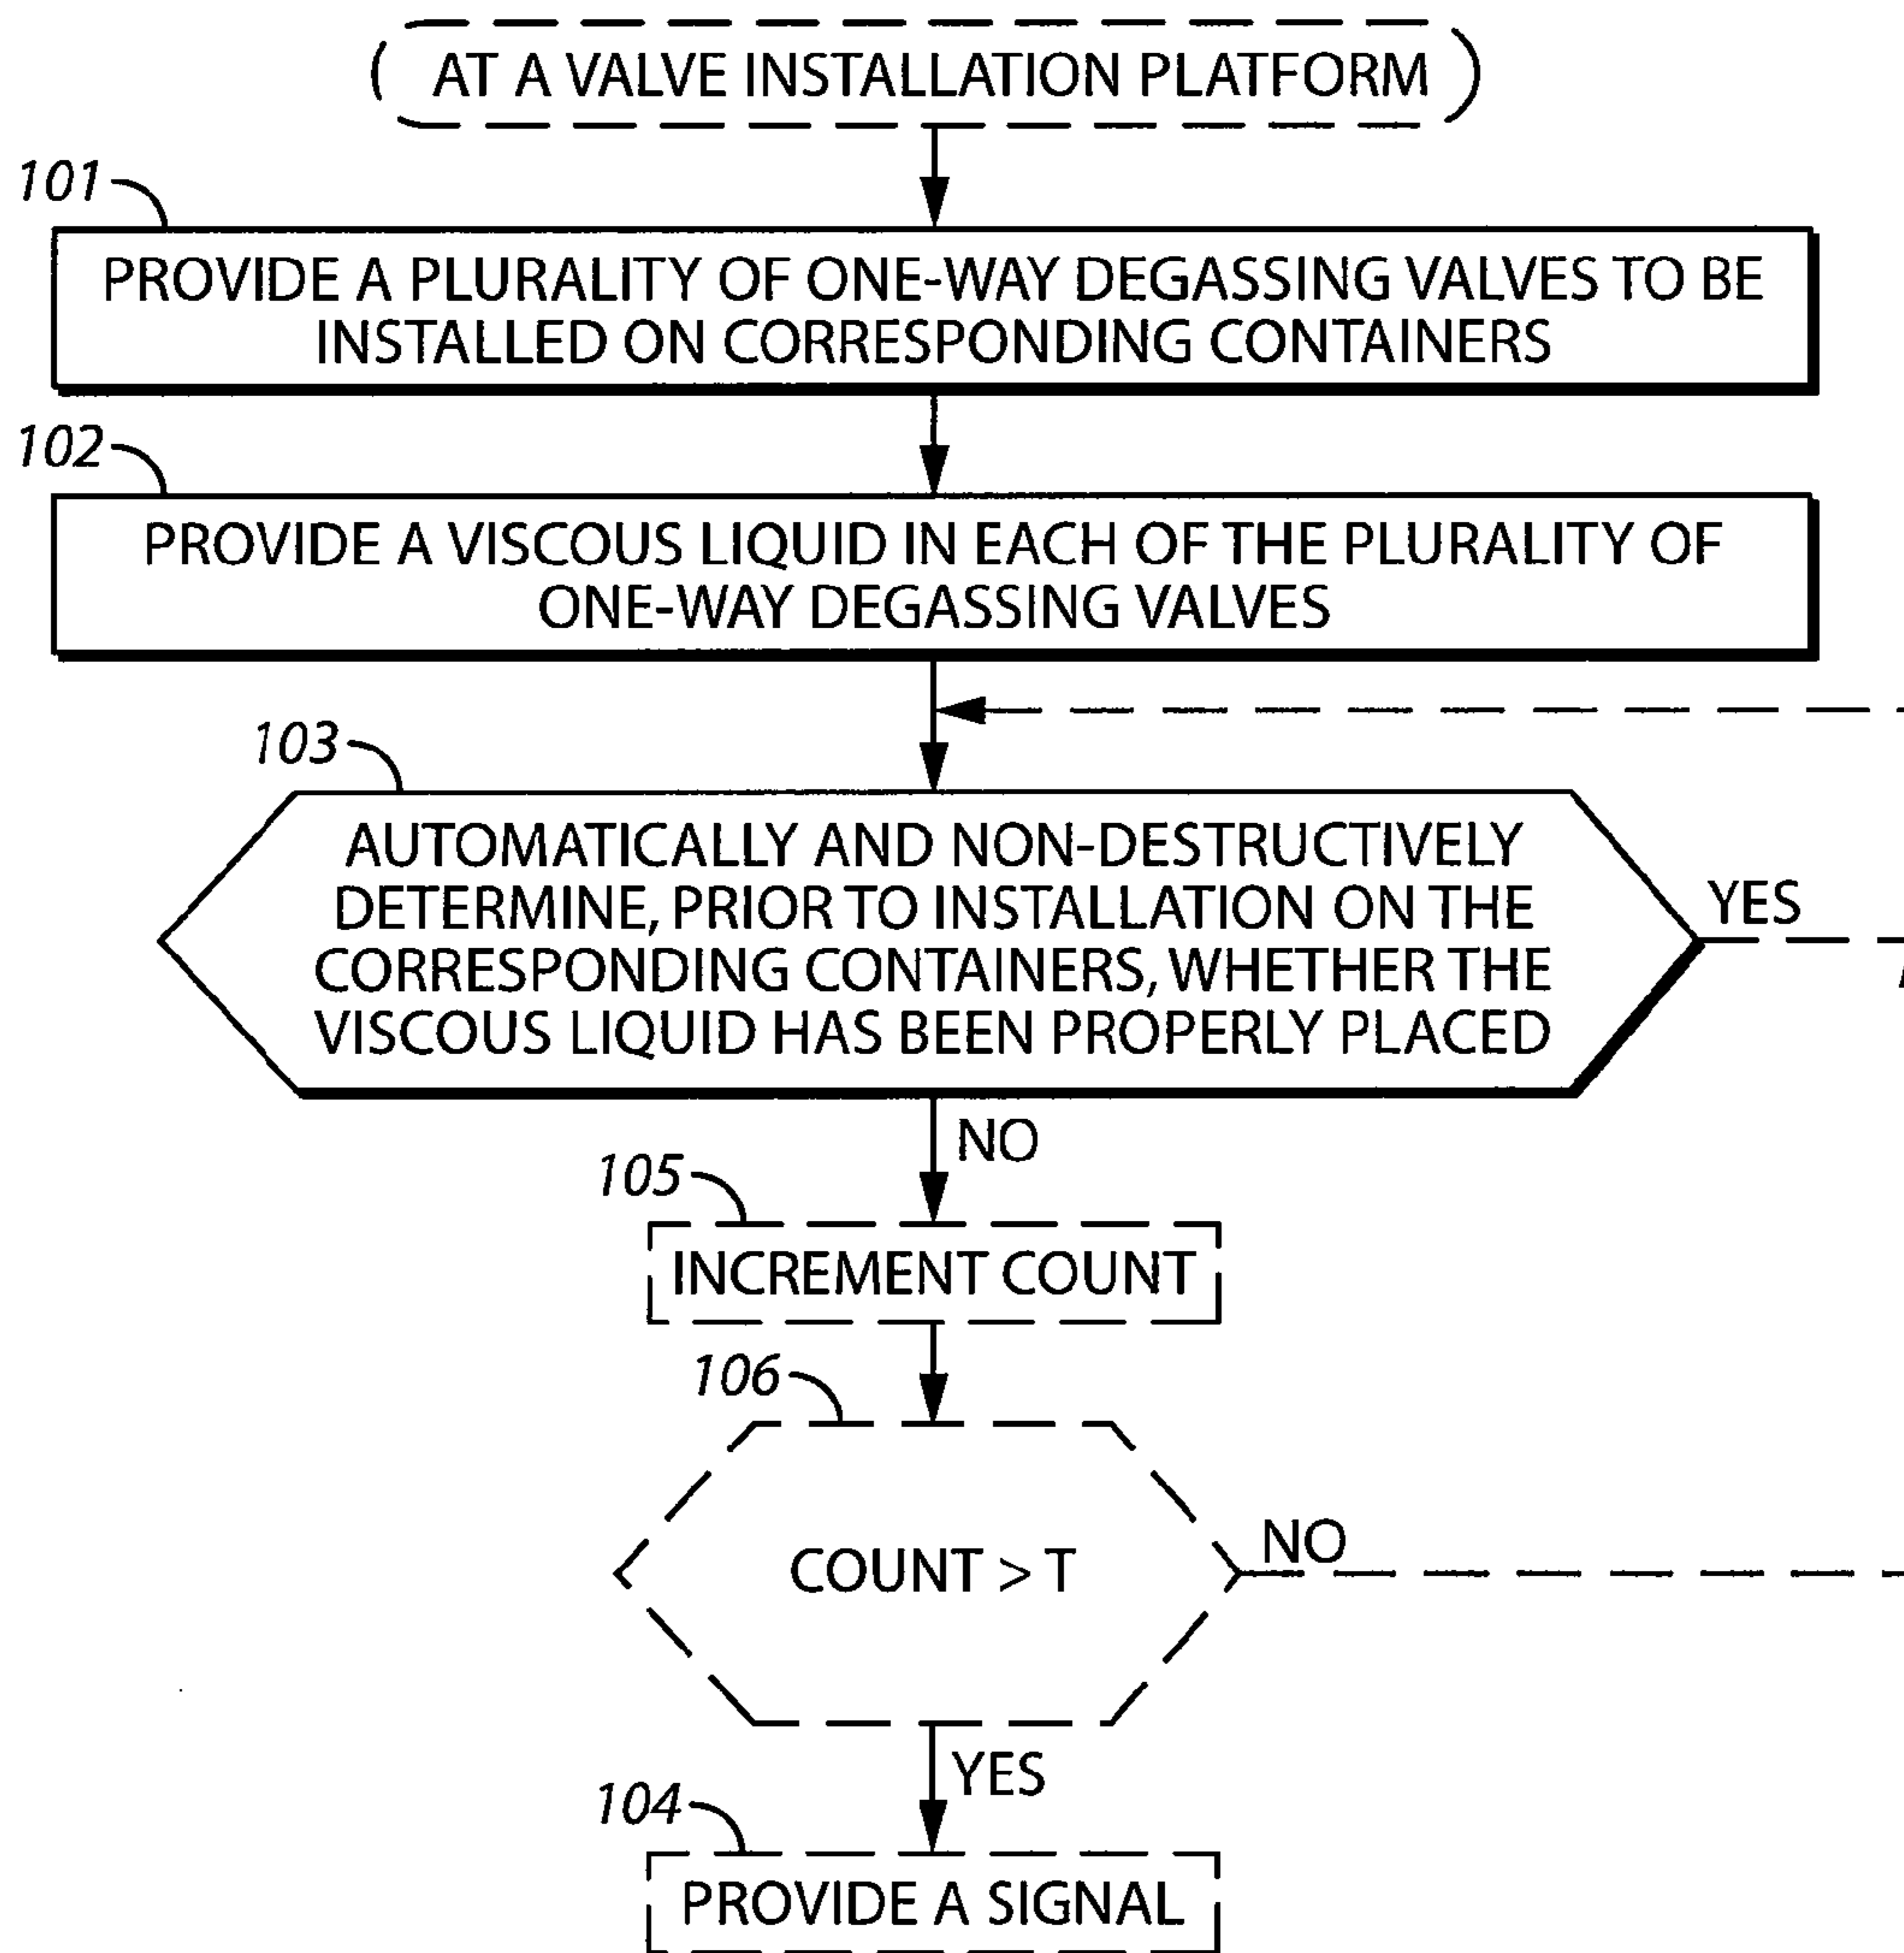 AT A VALVE INSTALLATION PLATFORM
101
PROVIDE A PLURALITY OF ONE-WAY DEGASSING VALVES TO BE
INSTALLED ON CORRESPONDING CONTAINERS
102
PROVIDE A VISCOUS LIQUID IN EACH OF THE PLURALITY OF
ONE-WAY DEGASSING VALVES
103
AUTOMATICALLY AND NON-DESTRUCTIVELY
DETERMINE, PRIOR TO INSTALLATION ON THE
CORRESPONDING CONTAINERS, WHETHER THE
VISCOUS LIQUID HAS BEEN PROPERLY PLACED
YES
NO
105
INCREMENT COUNT
106
COUNT > T
NO
YES
104
PROVIDE A SIGNAL